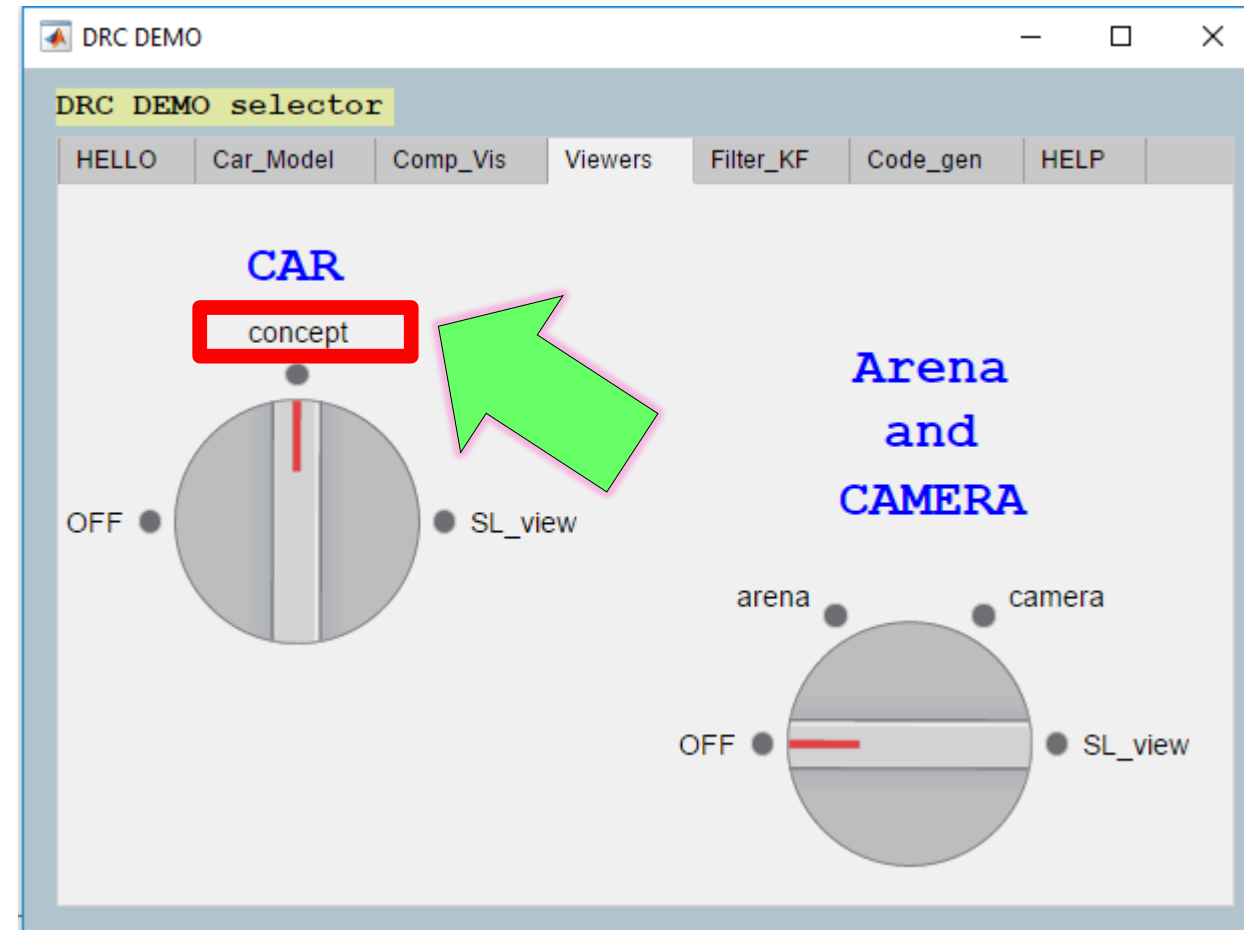 DRC DEMO
DRC DEMO selector
HELLO Car_Model Comp_Vis Viewers Filter_KF Code_gen HELP
CAR
concept
OFF SL_view
Arena
and
CAMERA
arena camera
OFF SL_view